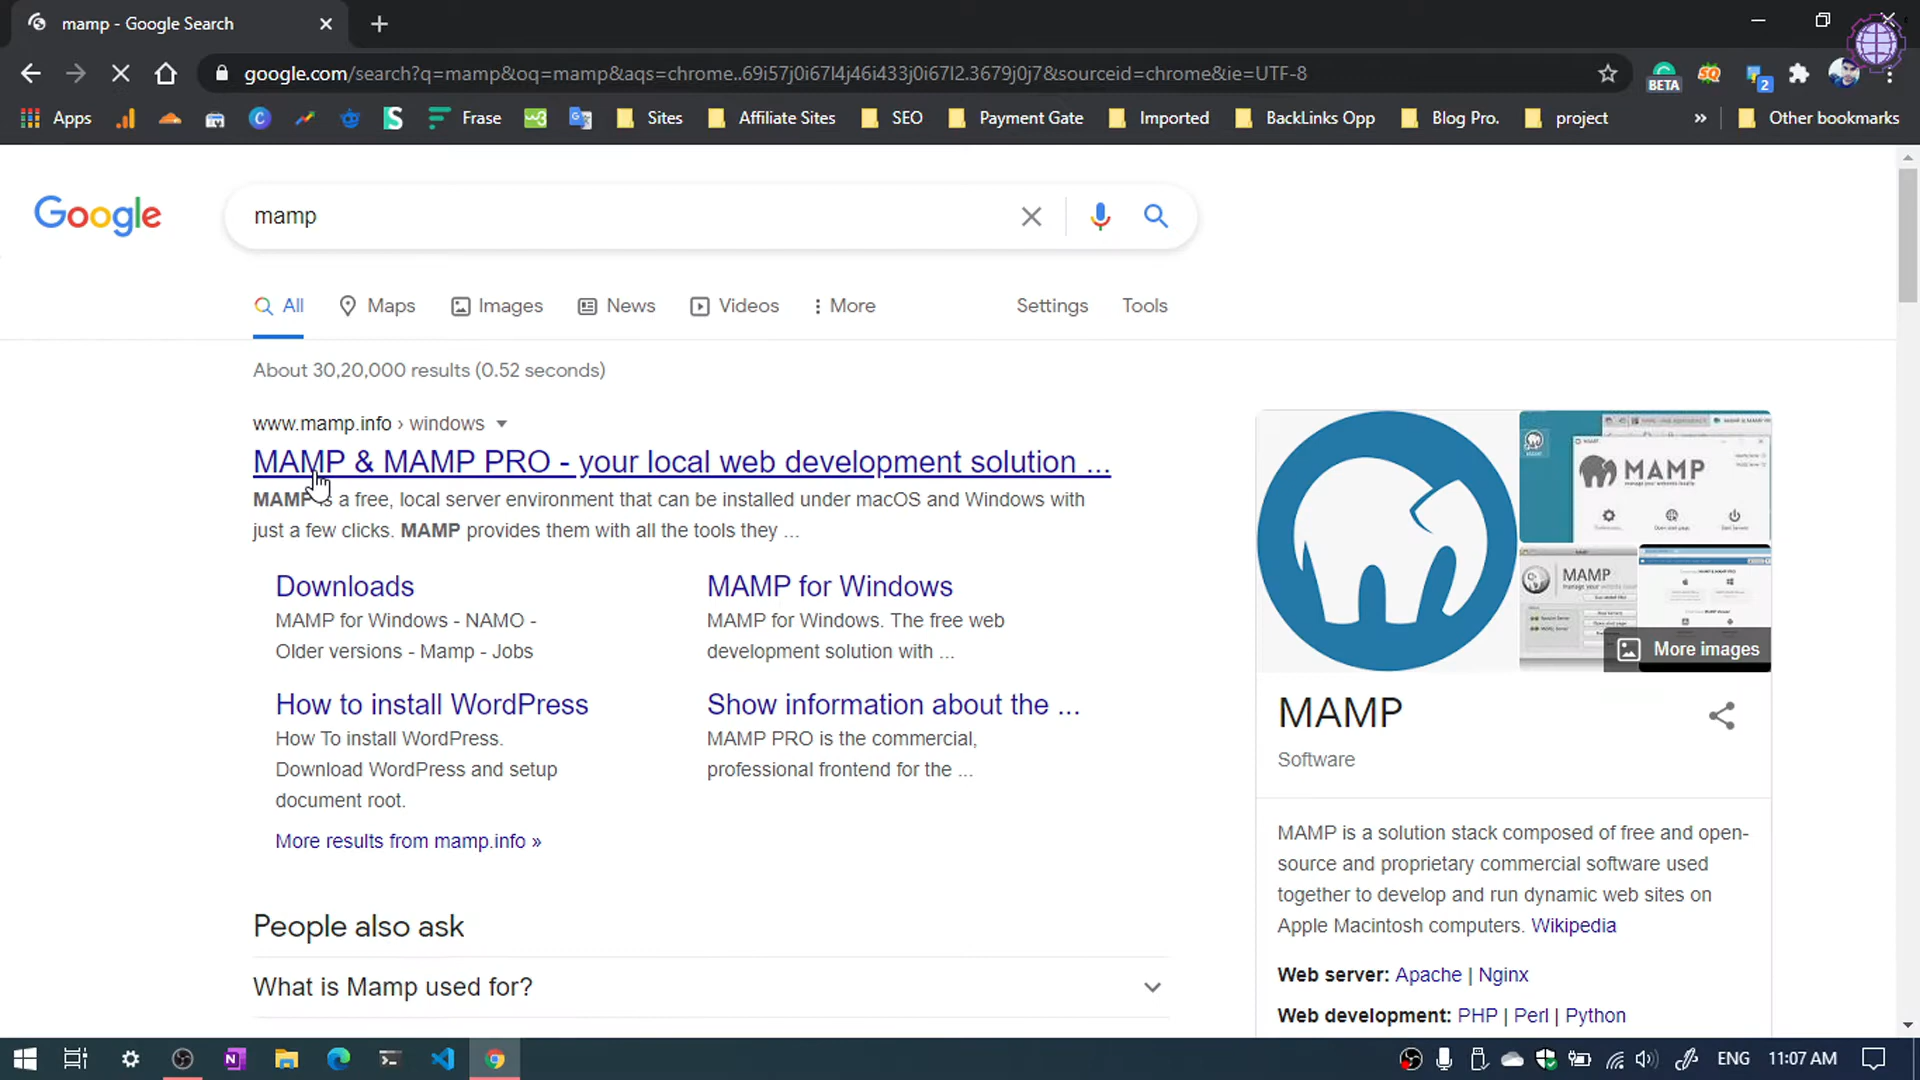 mamp - Google Search
google.com/search?q=mamp&oq=mamp&aqs=chrome..69i57j0i67l4j46i433j0i67l2.3679j0j7&sourceid=chrome&ie=UTF-8
BETA
SQ
2
Apps
Frase
Sites
Affiliate Sites
SEO
Payment Gate
Imported
BackLinks Opp
Blog Pro.
project
»
Other bookmarks
Google
mamp
All
Maps
Images
News
Videos
More
Settings
Tools
About 30,20,000 results (0.52 seconds)
www.mamp.info › windows
MAMP & MAMP PRO - your local web development solution ...
MAMP is a free, local server environment that can be installed under macOS and Windows with
just a few clicks. MAMP provides them with all the tools they ...
Downloads
MAMP for Windows - NAMO -
Older versions - Mamp - Jobs
MAMP for Windows
MAMP for Windows. The free web
development solution with ...
How to install WordPress
How To install WordPress.
Download WordPress and setup
document root.
Show information about the ...
MAMP PRO is the commercial,
professional frontend for the ...
More results from mamp.info »
People also ask
What is Mamp used for?
MAMP
MAMP
More images
MAMP
Software
MAMP is a solution stack composed of free and open-
source and proprietary commercial software used
together to develop and run dynamic web sites on
Apple Macintosh computers. Wikipedia
Web server: Apache | Nginx
Web development: PHP | Perl | Python
ENG
11:07 AM